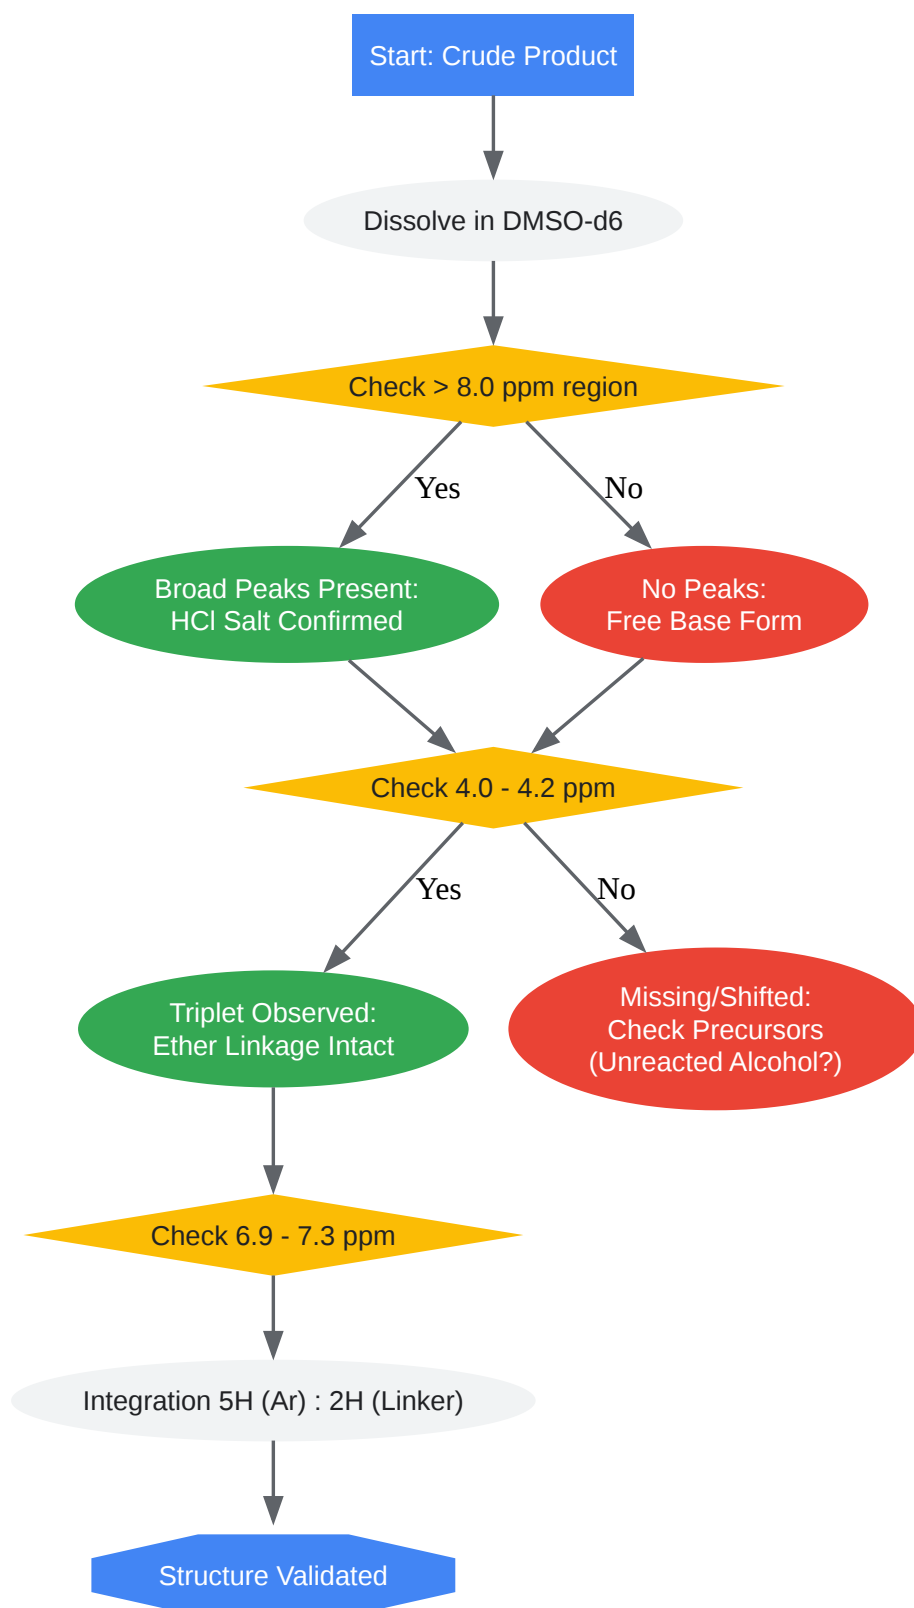 Start: Crude Product
Dissolve in DMSO-d6
Check > 8.0 ppm region
Yes
No
Broad Peaks Present:
HCl Salt Confirmed
No Peaks:
Free Base Form
Check 4.0 - 4.2 ppm
Yes
No
Triplet Observed:
Ether Linkage Intact
Missing/Shifted:
Check Precursors
(Unreacted Alcohol?)
Check 6.9 - 7.3 ppm
Integration 5H (Ar) : 2H (Linker)
Structure Validated